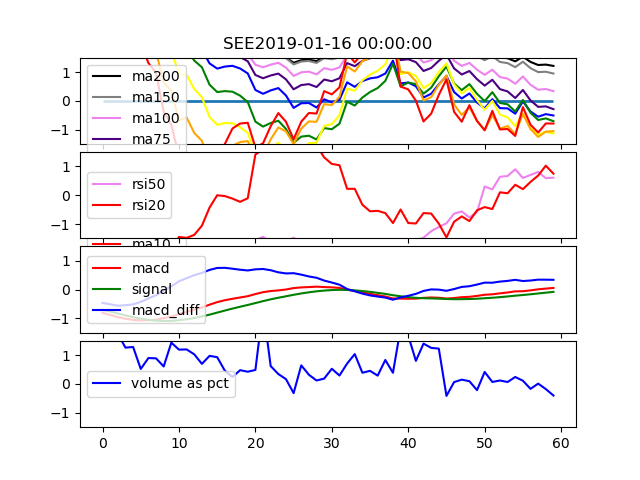 SEE2019-01-16 00:00:00
1
0
−1
ma200
ma150
ma100
ma75
1
0
−1
rsi50
rsi20
ma10
1
0
−1
macd
signal
macd_diff
1
0
−1
volume as pct
0 10 20 30 40 50 60